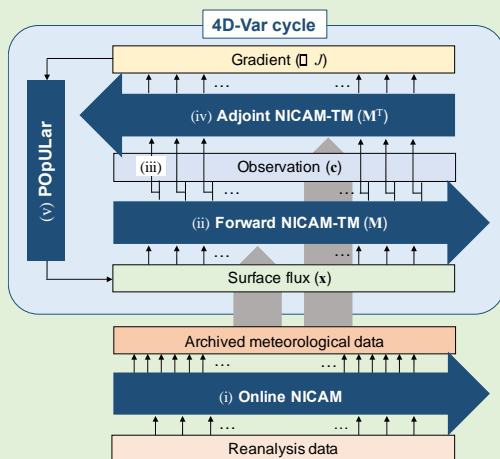 4D-Var cycle
Gradient (▯ J)
...
...
(iv) Adjoint NICAM-TM (Mᵀ)
(iii)
Observation (c)
...
...
(v) POpULar
(ii) Forward NICAM-TM (M)
...
...
Surface flux (x)
Archived meteorological data
...
...
(i) Online NICAM
...
...
Reanalysis data